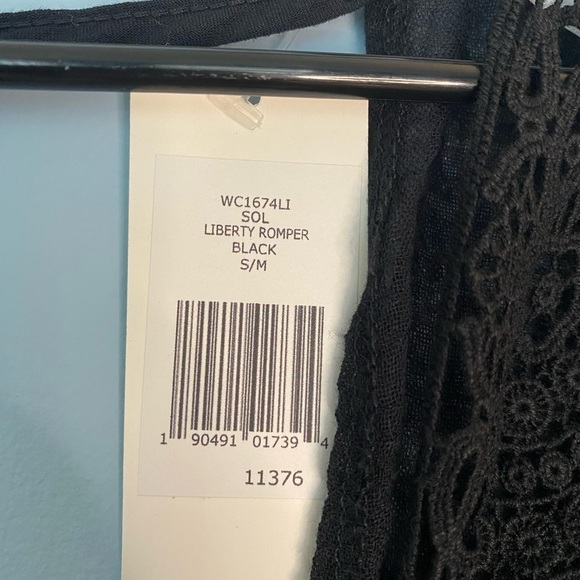 WC1674LI
SOL
LIBERTY ROMPER
BLACK
S/M
1 90491 01739 4
11376